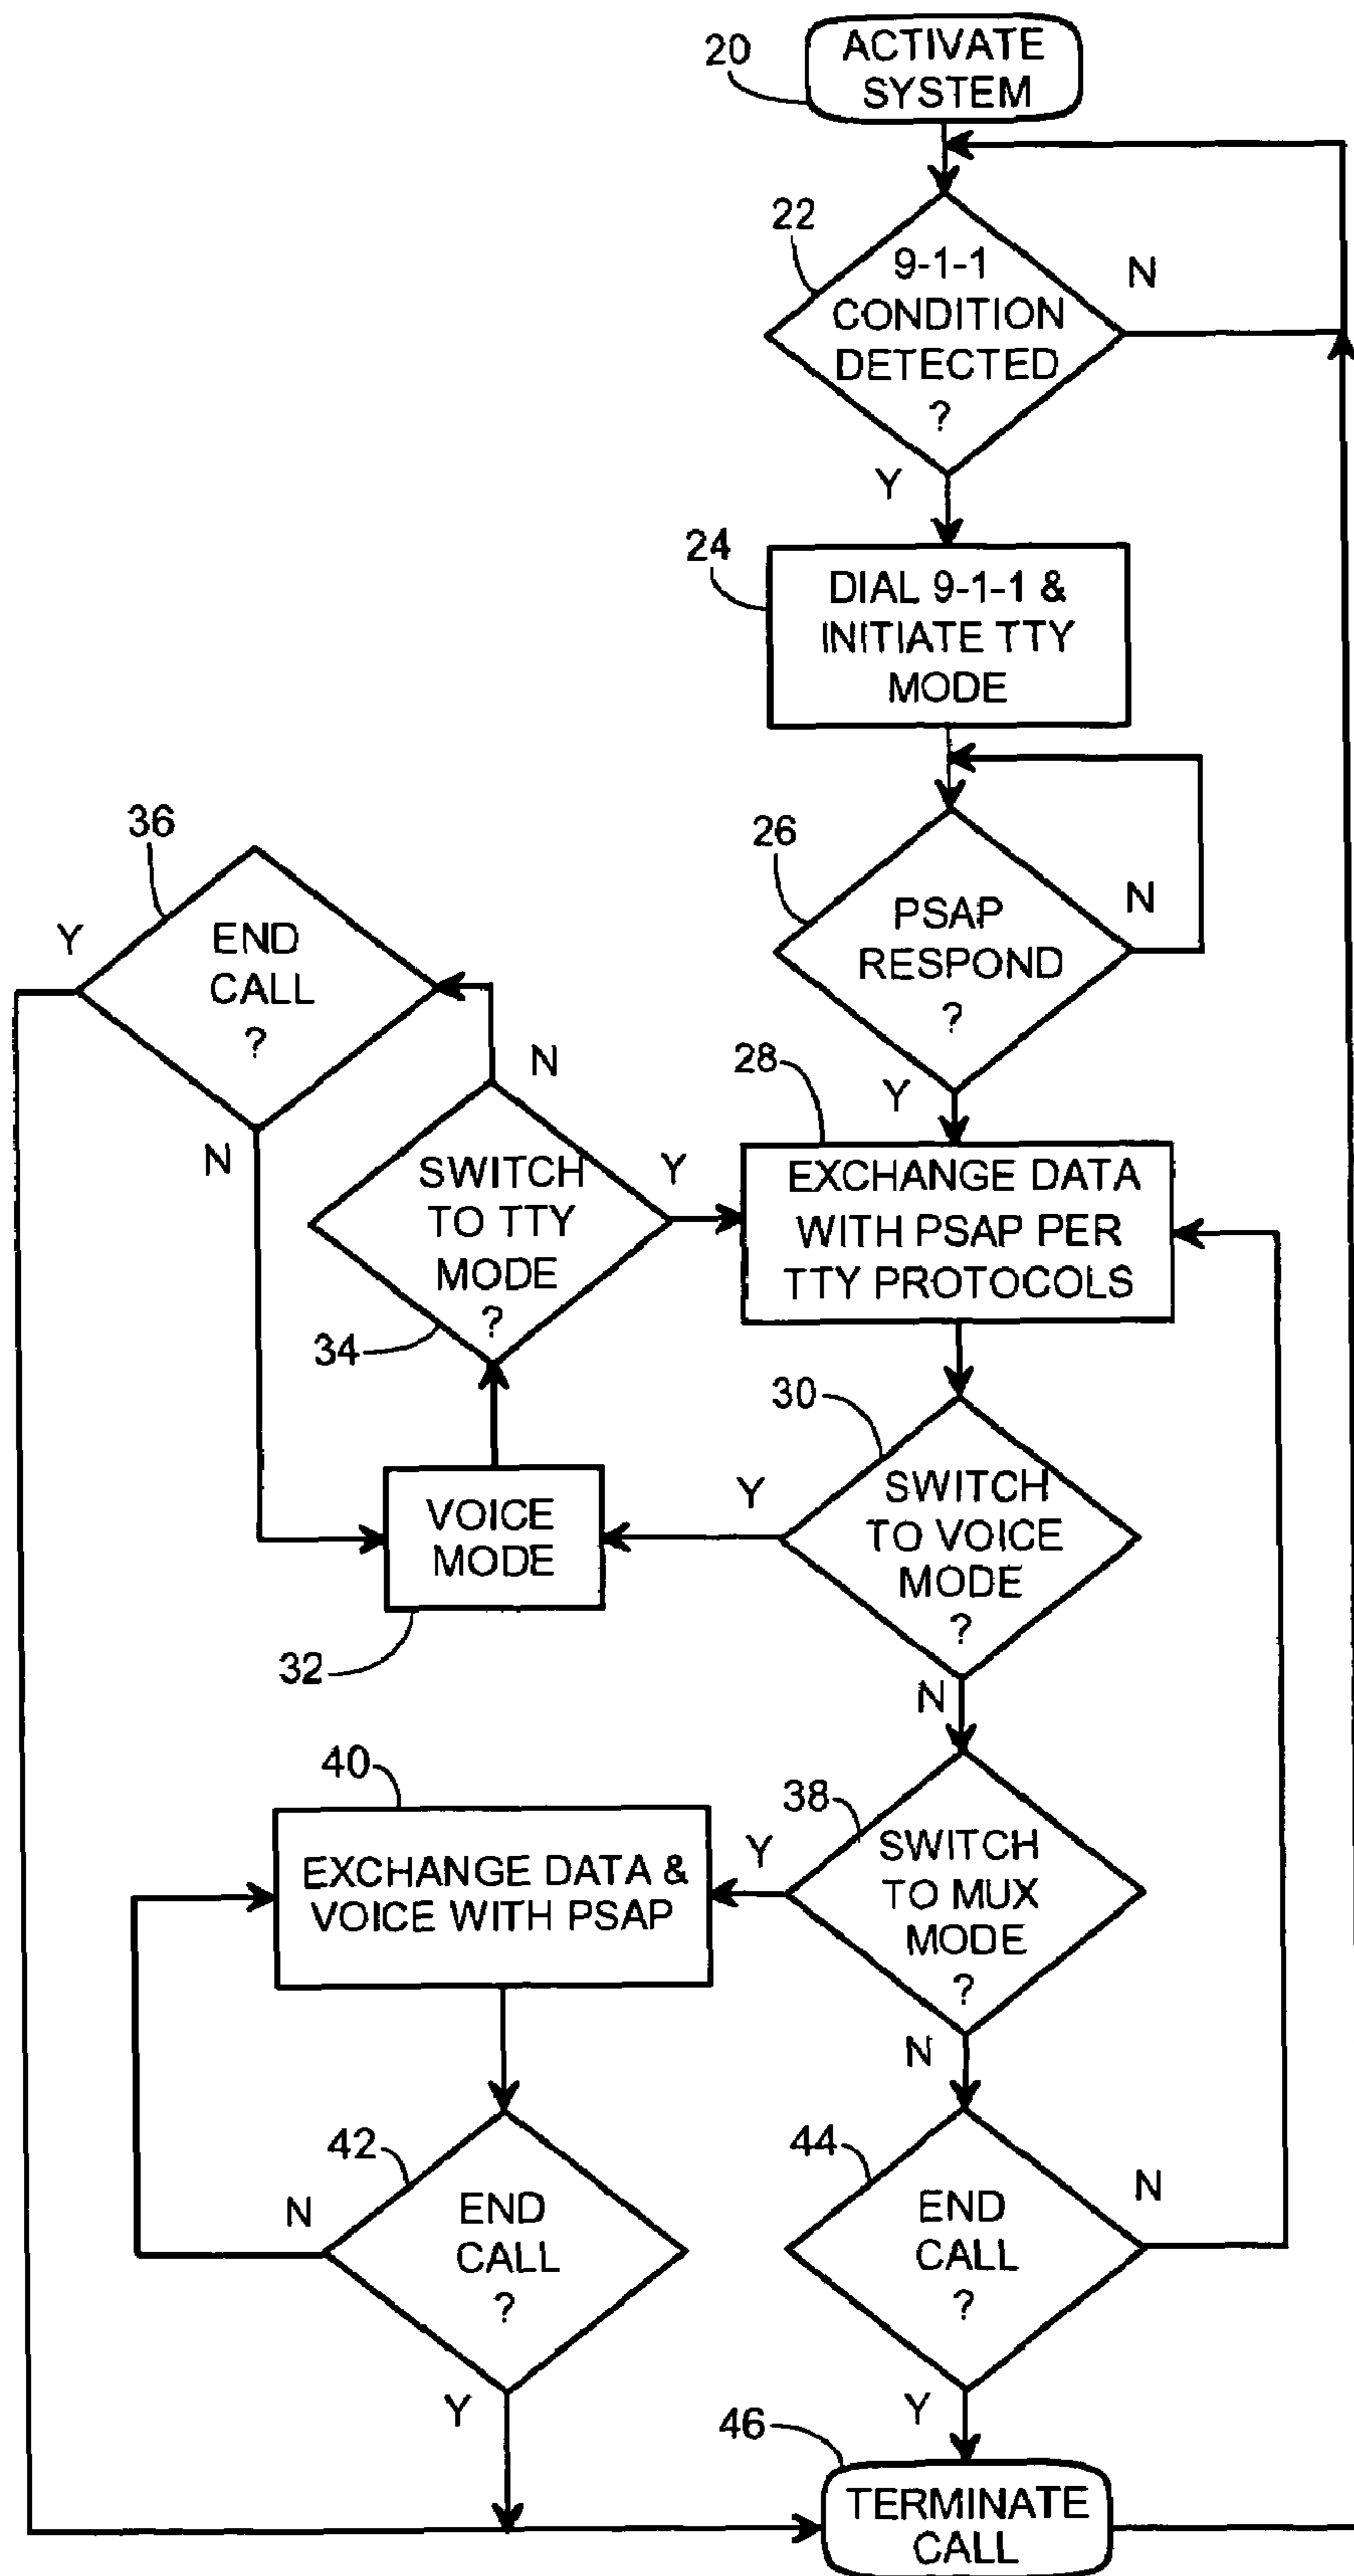 20
ACTIVATE
SYSTEM
22
9-1-1
CONDITION
DETECTED
?
N
Y
24
DIAL 9-1-1 &
INITIATE TTY
MODE
26
PSAP
RESPOND
?
N
Y
36
END
CALL
?
Y
N
28
EXCHANGE DATA
WITH PSAP PER
TTY PROTOCOLS
N
SWITCH
TO TTY
MODE
?
Y
34
30
SWITCH
TO VOICE
MODE
?
Y
N
VOICE
MODE
32
38
SWITCH
TO MUX
MODE
?
Y
N
40
EXCHANGE DATA &
VOICE WITH PSAP
42
END
CALL
?
N
Y
44
END
CALL
?
N
Y
46
TERMINATE
CALL